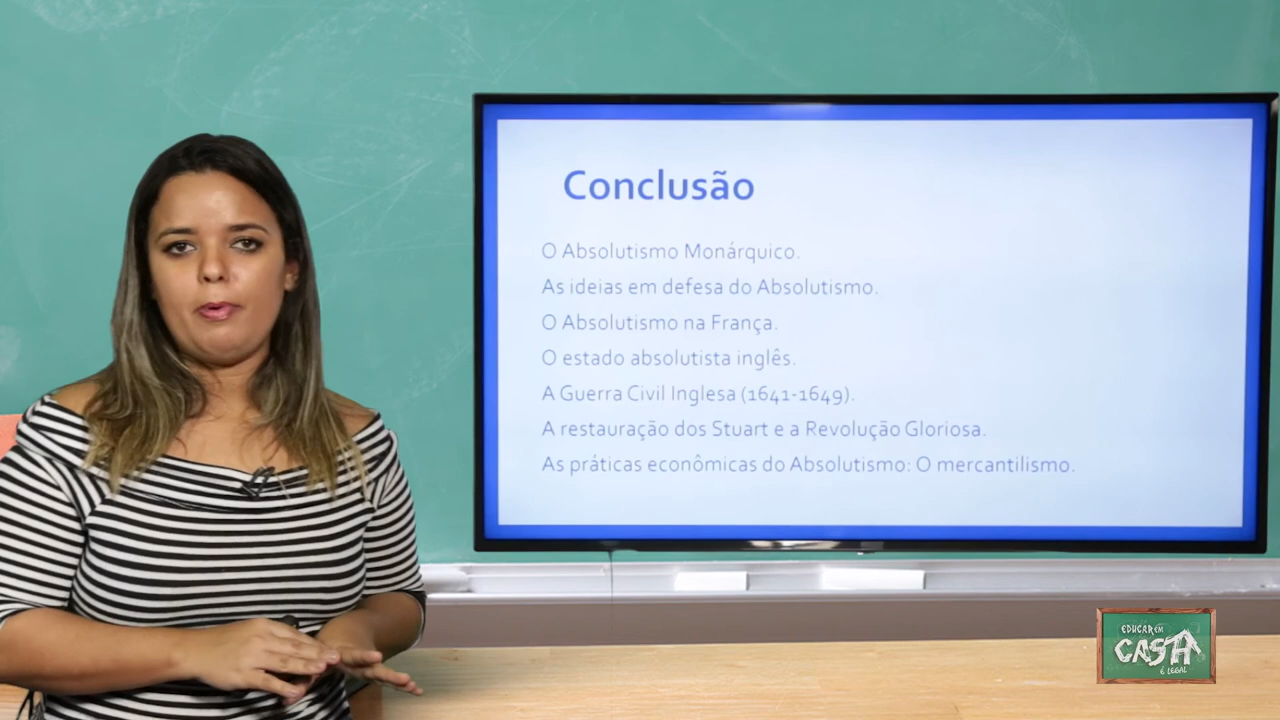 Conclusão
O Absolutismo Monárquico.
As ideias em defesa do Absolutismo.
O Absolutismo na França.
O estado absolutista inglês.
A Guerra Civil Inglesa (1641-1649).
A restauração dos Stuart e a Revolução Gloriosa.
As práticas econômicas do Absolutismo: O mercantilismo.
EDUCAR EM
CASA
É LEGAL